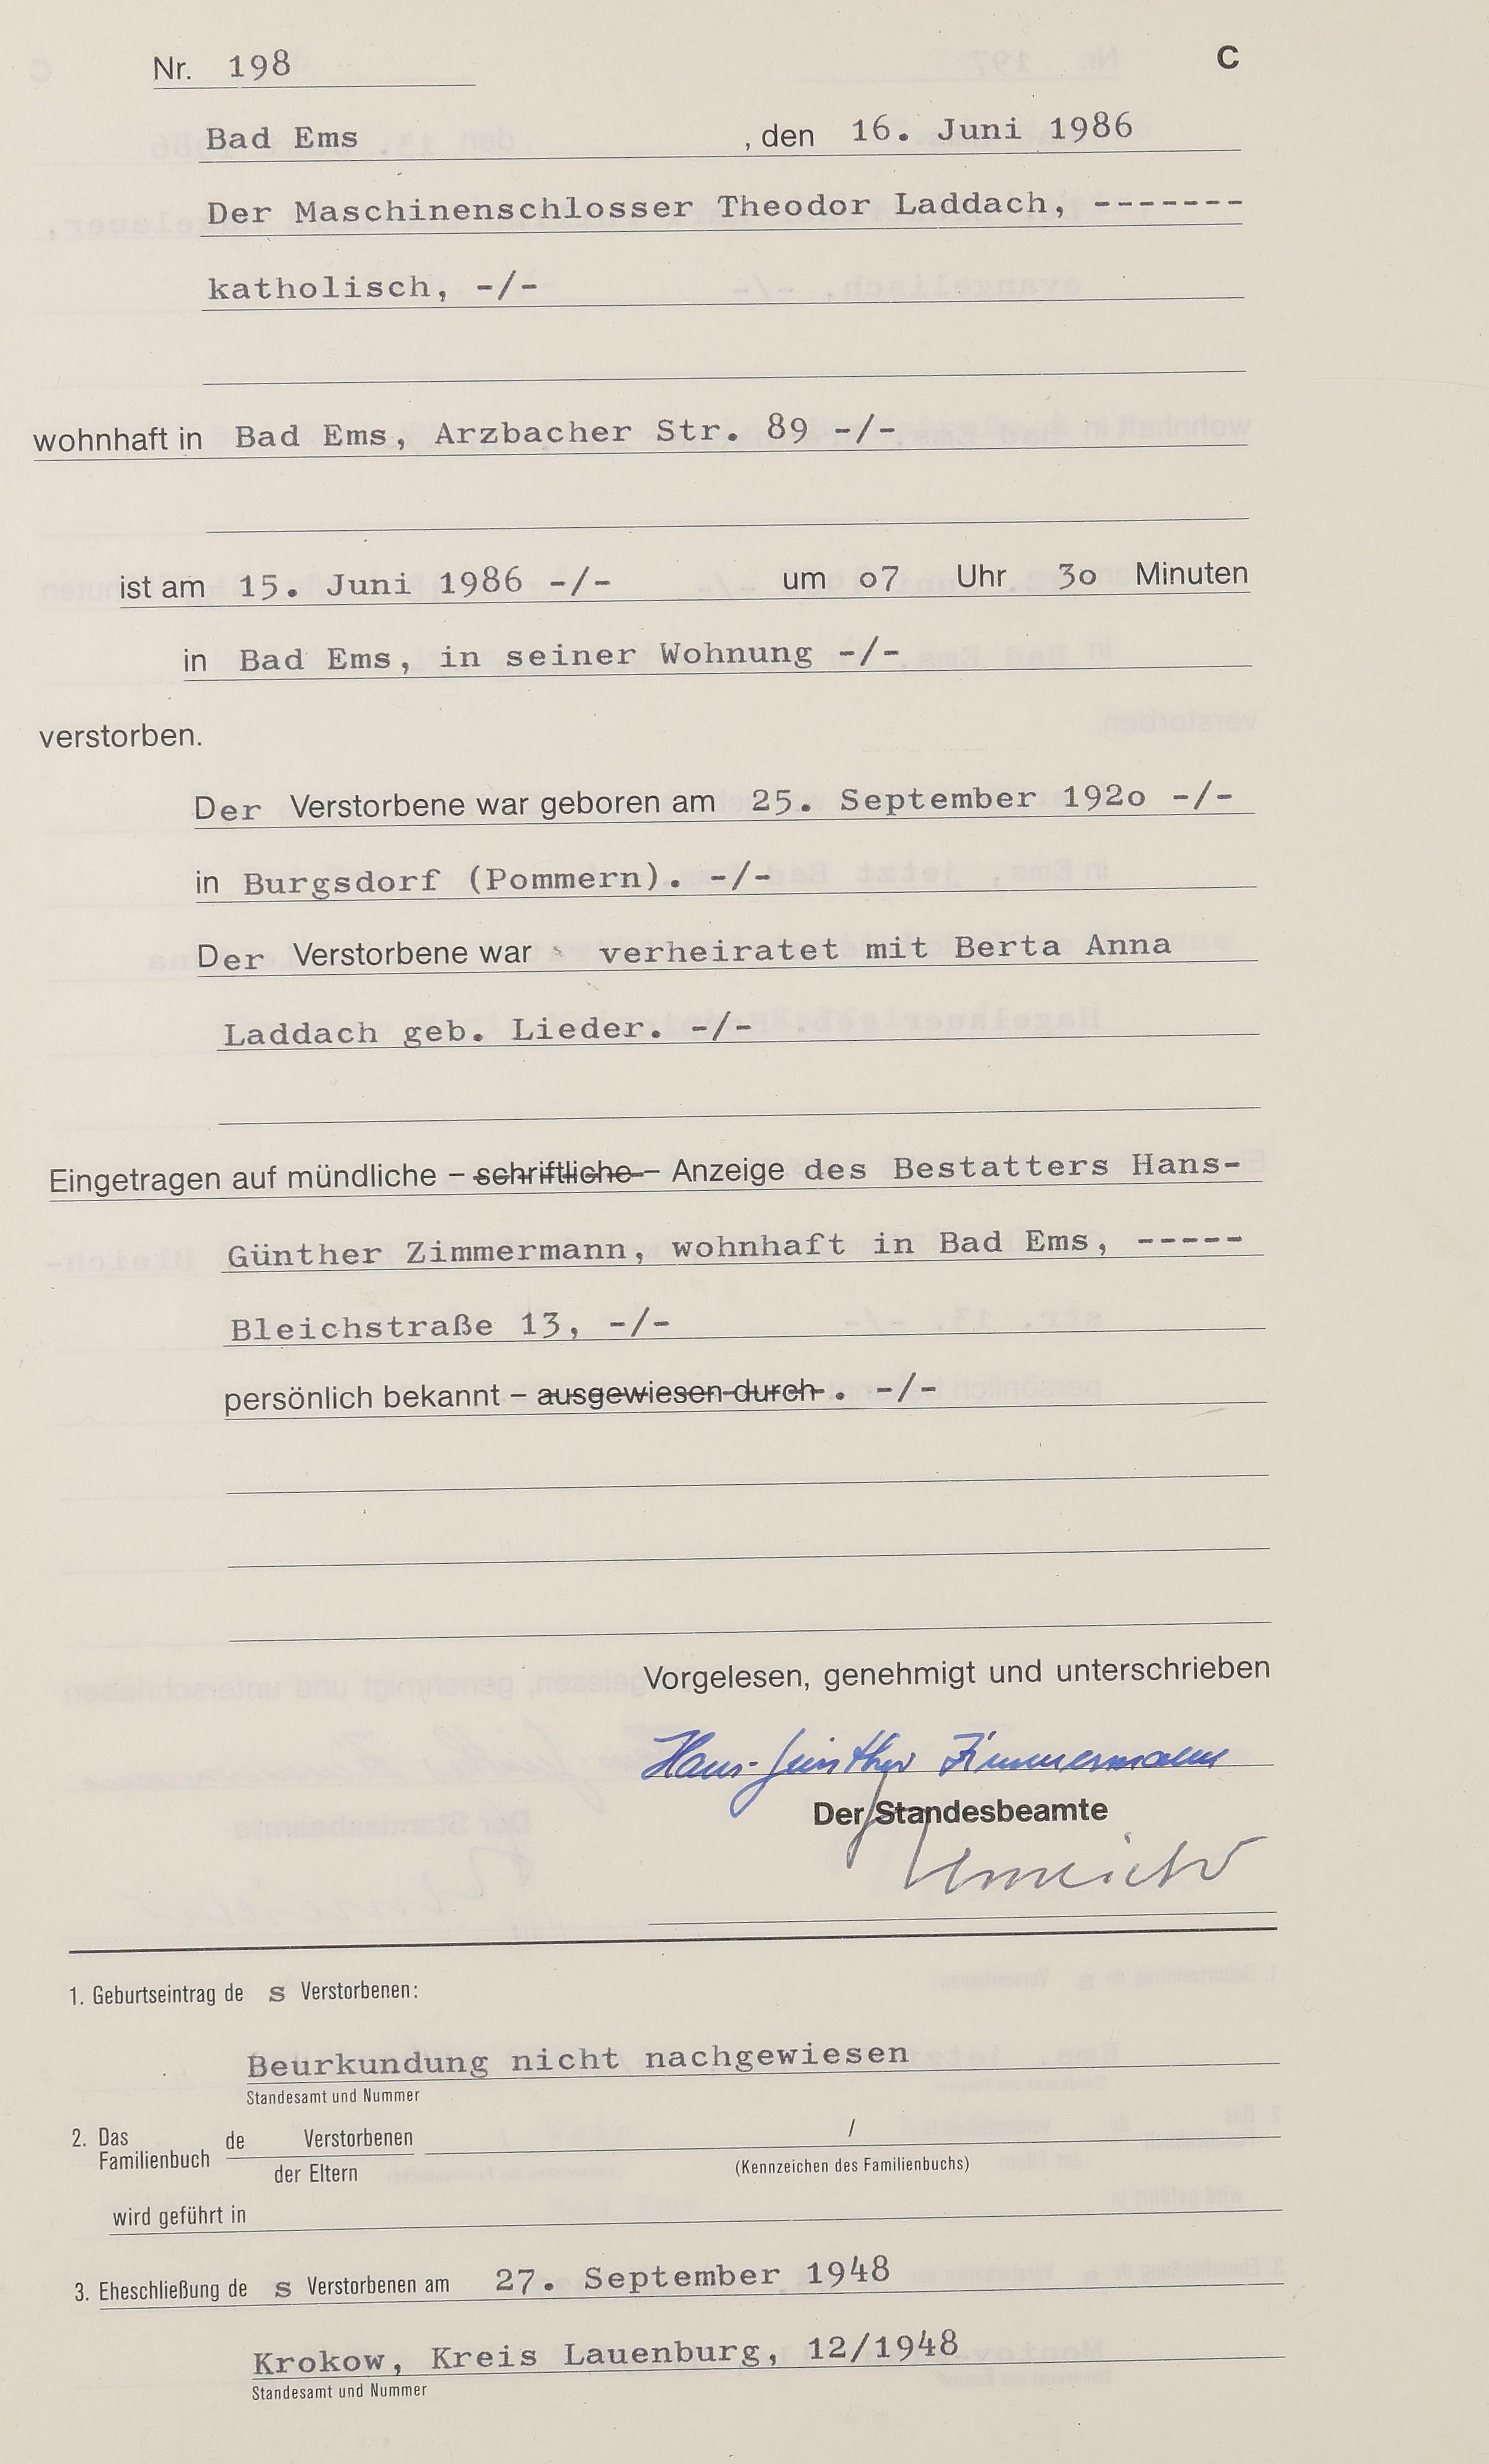 Nr. 198 C
Bad Ems , den 16. Juni 1986
Der Maschinenschlosser Theodor Laddach, -------
katholisch, -/-
wohnhaft in Bad Ems, Arzbacher Str. 89 -/-
ist am 15. Juni 1986 -/- um o7 Uhr 3o Minuten
in Bad Ems, in seiner Wohnung -/-
verstorben.
Der Verstorbene war geboren am 25. September 192o -/-
in Burgsdorf (Pommern). -/-
Der Verstorbene war verheiratet mit Berta Anna
Laddach geb. Lieder. -/-
Eingetragen auf mündliche – schriftliche – Anzeige des Bestatters Hans-
Günther Zimmermann, wohnhaft in Bad Ems, -----
Bleichstraße 13, -/-
persönlich bekannt – ausgewiesen durch . -/-
Vorgelesen, genehmigt und unterschrieben
Hans-Günther Zimmermann
Der Standesbeamte
1. Geburtseintrag de s Verstorbenen:
Beurkundung nicht nachgewiesen
Standesamt und Nummer
2. Das Familienbuch de Verstorbenen /
der Eltern (Kennzeichen des Familienbuchs)
wird geführt in
3. Eheschließung de s Verstorbenen am 27. September 1948
Krokow, Kreis Lauenburg, 12/1948
Standesamt und Nummer